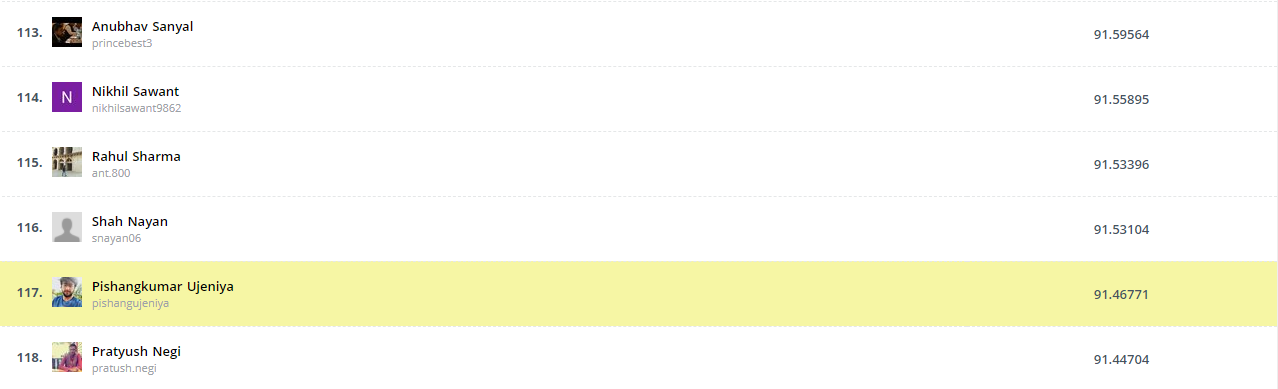 113.
Anubhav Sanyal
princebest3
91.59564
114.
N
Nikhil Sawant
nikhilsawant9862
91.55895
115.
Rahul Sharma
ant.800
91.53396
116.
Shah Nayan
snayan06
91.53104
117.
Pishangkumar Ujeniya
pishangujeniya
91.46771
118.
Pratyush Negi
pratush.negi
91.44704